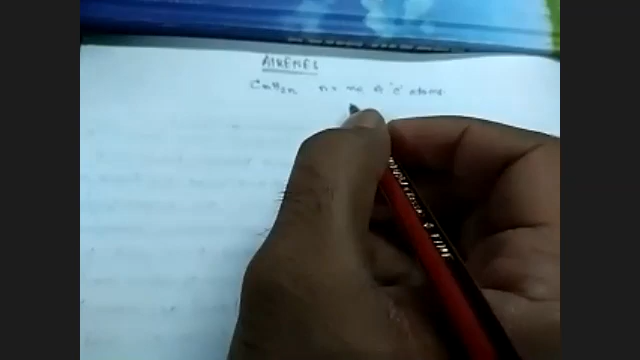 ALKENES
CnH2n n = no of 'C' atoms.